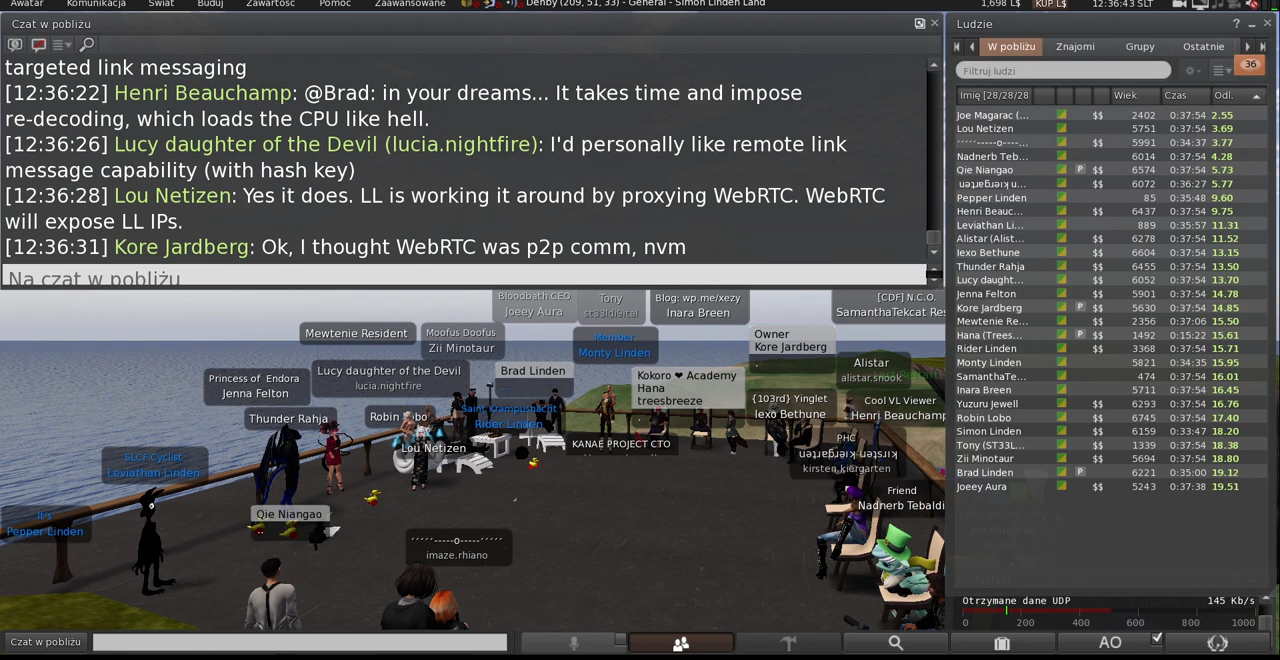 Awatar Komunikacja Świat Buduj Zawartość Pomoc Zaawansowane Denby (209, 51, 33) - General - Simon Linden Land 1,698 L$ KUP L$ 12:36:43 SLT
Czat w pobliżu
targeted link messaging
[12:36:22] Henri Beauchamp: @Brad: in your dreams... It takes time and impose
re-decoding, which loads the CPU like hell.
[12:36:26] Lucy daughter of the Devil (lucia.nightfire): I'd personally like remote link
message capability (with hash key)
[12:36:28] Lou Netizen: Yes it does. LL is working it around by proxying WebRTC. WebRTC
will expose LL IPs.
[12:36:31] Kore Jardberg: Ok, I thought WebRTC was p2p comm, nvm
Na czat w pobliżu
Bloodbath CEO
Joeey Aura
Tony
st33ldi9ital
Blog: wp.me/xezy
Inara Breen
[CDF] N.C.O.
SamanthaTekcat Res
Mewtenie Resident
Moofus Doofus
Zii Minotaur
Member
Monty Linden
Owner
Kore Jardberg
Princess of Endora
Jenna Felton
Lucy daughter of the Devil
lucia.nightfire
Brad Linden
Kokoro ❤ Academy
Hana
treesbreeze
Alistar
alistar.snook
Thunder Rahja
Robin
Lou Netizen
Saint Krampusnacht
Rider Linden
{103rd} Yinglet
Iexo Bethune
Cool VL Viewer
Henri Beauchamp
KANAE PROJECT CTO
PHC
kirsten.kiergarten
SLCF Cyclist
Leviathan Linden
Friend
Nadnerb Tebaldi
It's:
Pepper Linden
Qie Niangao
´´´´´-----o-----´´´´´
imaze.rhiano
Czat w pobliżu
Ludzie
W pobliżu Znajomi Grupy Ostatnie
Filtruj ludzi
36
Imię [28/28/28 Wiek Czas Odl.
Joe Magarac (... $$ 2402 0:37:54 2.55
Lou Netizen 5751 0:37:54 3.69
´´´´´-----o----... $$ 5991 0:34:37 3.77
Nadnerb Teb... 6014 0:37:54 4.28
Qie Niangao P $$ 6574 0:37:54 5.73
$$ 6072 0:36:27 5.77
Pepper Linden 85 0:35:48 9.60
Henri Beauc... $$ 6437 0:37:54 9.75
Leviathan Li... 889 0:35:57 11.31
Alistar (Alist... $$ 6278 0:37:54 11.52
Iexo Bethune $$ 6604 0:37:54 13.15
Thunder Rahja $$ 6455 0:37:54 13.50
Lucy daught... $$ 6052 0:37:54 13.70
Jenna Felton $$ 5901 0:37:54 14.78
Kore Jardberg P $$ 5630 0:37:54 14.85
Mewtenie Re... $$ 2356 0:37:06 15.50
Hana (Trees... P $$ 1492 0:15:22 15.61
Rider Linden $$ 3368 0:37:54 15.71
Monty Linden 5821 0:34:35 15.95
SamanthaTe... $$ 474 0:37:54 16.01
Inara Breen $$ 5711 0:37:54 16.45
Yuzuru Jewell $$ 6293 0:37:54 16.76
Robin Lobo $$ 6745 0:37:54 17.40
Simon Linden $$ 6159 0:33:47 18.20
Tony (ST33L... $$ 1339 0:37:54 18.38
Zii Minotaur $$ 5694 0:37:54 18.80
Brad Linden P 6221 0:35:00 19.12
Joeey Aura $$ 5243 0:37:38 19.51
Otrzymane dane UDP 145 Kb/s
0 200 400 600 800 1000
AO